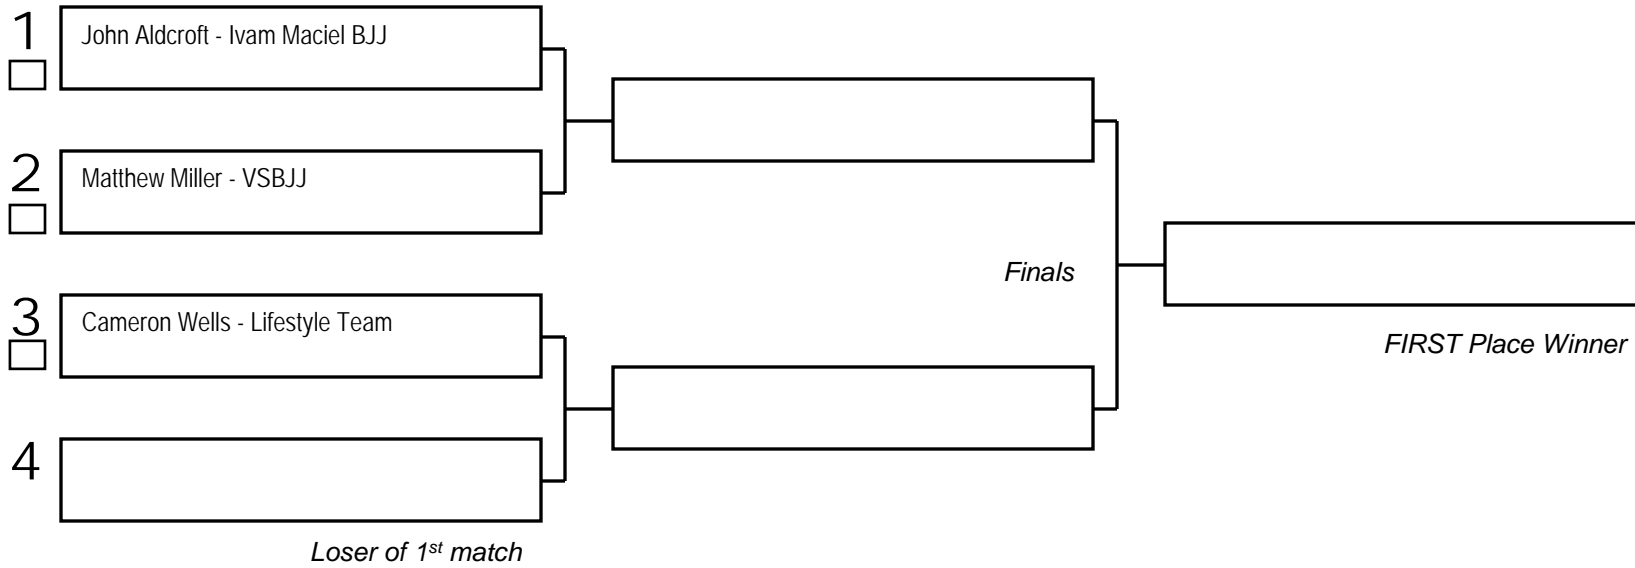 1
John Aldcroft - Ivam Maciel BJJ
2
Matthew Miller - VSBJJ
3
Cameron Wells - Lifestyle Team
4
Loser of 1st match
Finals
FIRST Place Winner